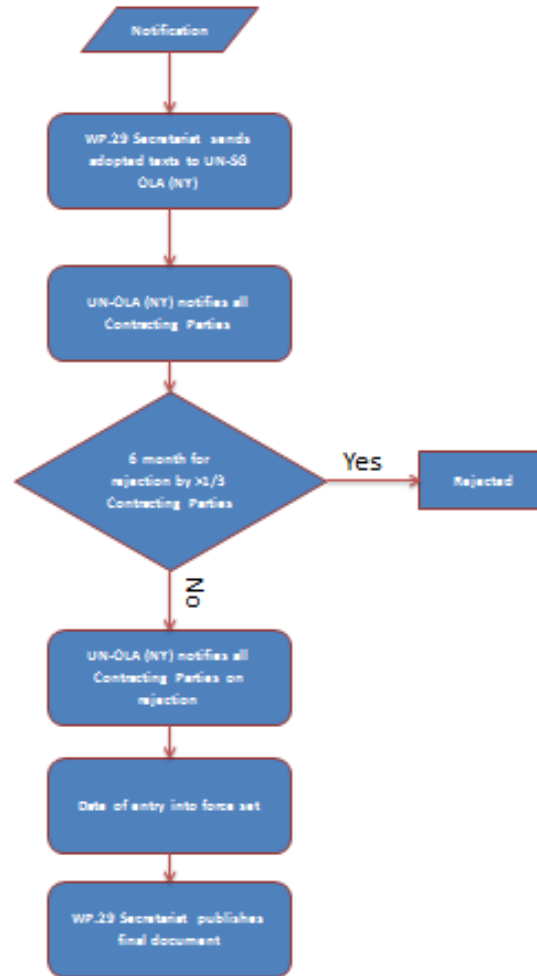 Notification
WP.29 Secretariat sends
adopted texts to UN-SG
OLA (NY)
UN-OLA (NY) notifies all
Contracting Parties
6 month for
rejection by >1/3
Contracting Parties
Yes
Rejected
No
UN-OLA (NY) notifies all
Contracting Parties on
rejection
Date of entry into force set
WP.29 Secretariat publishes
final document